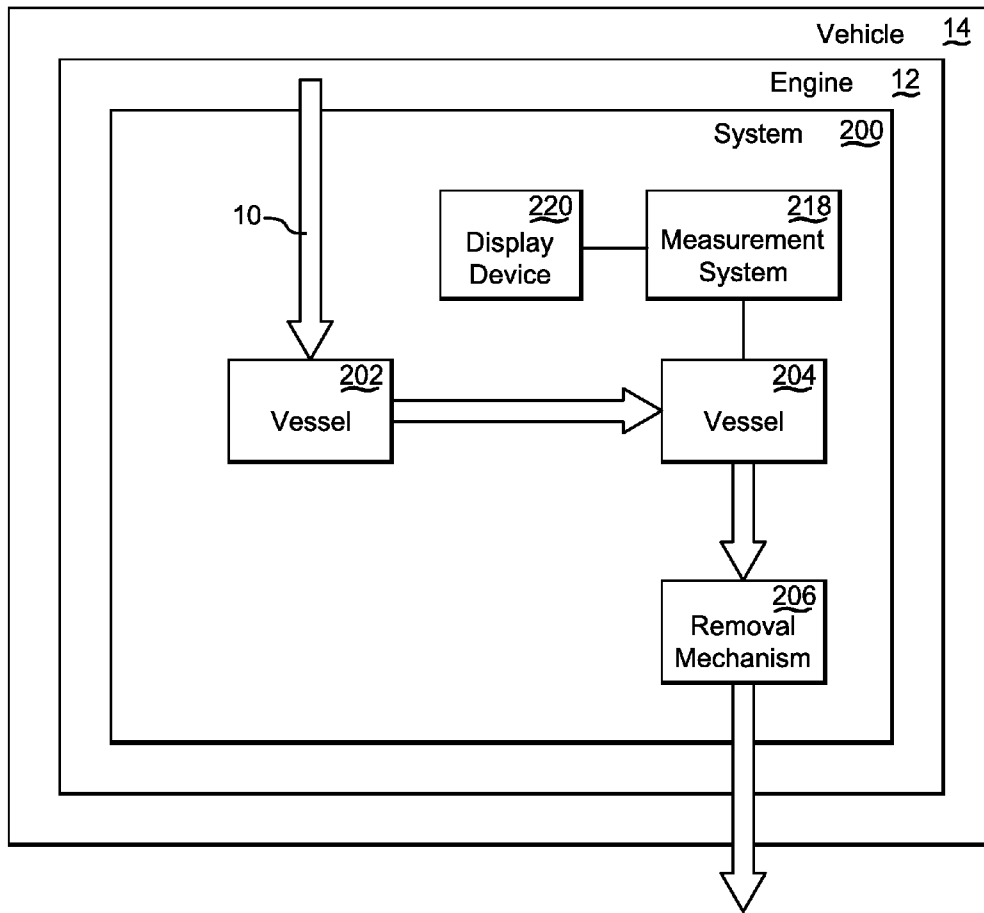 Vehicle 14
Engine 12
System 200
10
220
Display
Device
218
Measurement
System
202
Vessel
204
Vessel
206
Removal
Mechanism